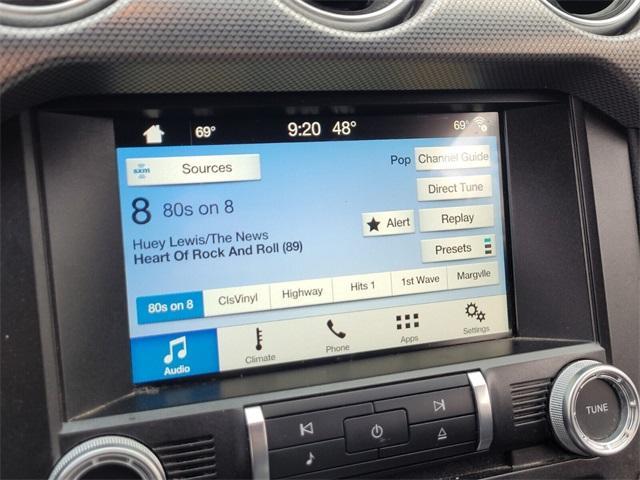 69° 9:20 48° 69°
sxm Sources
Pop Channel Guide
Direct Tune
8 80s on 8
Alert Replay
Huey Lewis/The News
Heart Of Rock And Roll (89)
Presets
80s on 8 ClsVinyl Highway Hits 1 1st Wave Margvlle
Audio Climate Phone Apps Settings
TUNE